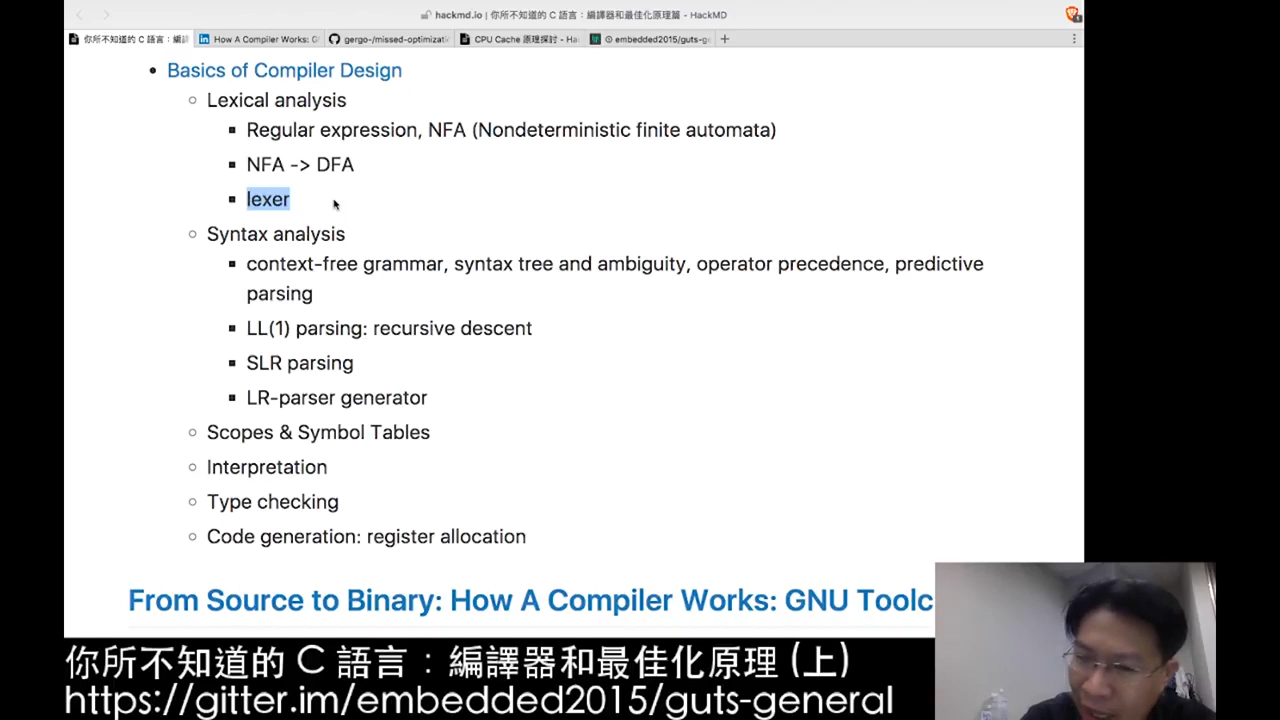 hackmd.io | 你所不知道的 C 語言：編譯器和最佳化原理篇 - HackMD
你所不知道的 C 語言：編譯 How A Compiler Works: G gergo-/missed-optimizati CPU Cache 原理探討 - Ha embedded2015/guts-ge
Basics of Compiler Design
Lexical analysis
Regular expression, NFA (Nondeterministic finite automata)
NFA -> DFA
lexer
Syntax analysis
context-free grammar, syntax tree and ambiguity, operator precedence, predictive
parsing
LL(1) parsing: recursive descent
SLR parsing
LR-parser generator
Scopes & Symbol Tables
Interpretation
Type checking
Code generation: register allocation
From Source to Binary: How A Compiler Works: GNU Toolc
你所不知道的 C 語言：編譯器和最佳化原理 (上)
https://gitter.im/embedded2015/guts-general